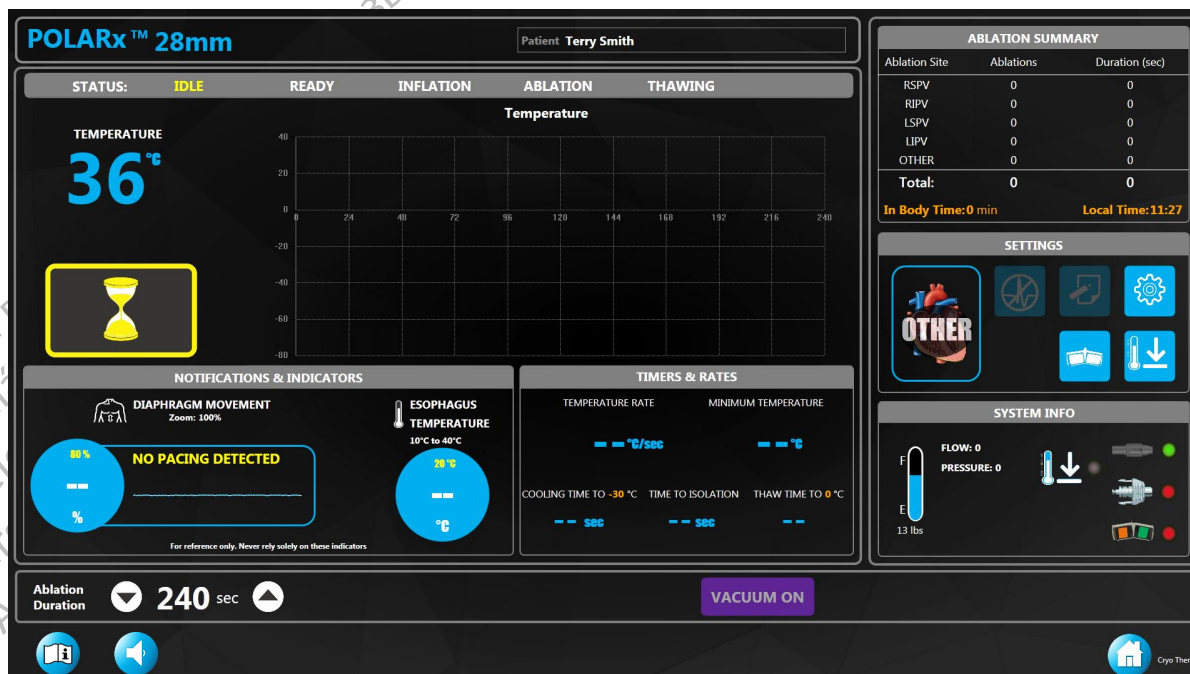 POLARx™ 28mm
Patient Terry Smith
STATUS: IDLE READY INFLATION ABLATION THAWING
TEMPERATURE
36°C
Temperature
40
20
0
-20
-40
-60
-80
0 24 48 72 96 120 144 168 192 216 240
NOTIFICATIONS & INDICATORS
DIAPHRAGM MOVEMENT
Zoom: 100%
80 %
--
%
NO PACING DETECTED
ESOPHAGUS
TEMPERATURE
10°C to 40°C
20 °C
--
°C
For reference only. Never rely solely on these indicators
TIMERS & RATES
TEMPERATURE RATE MINIMUM TEMPERATURE
-- °C/sec -- °C
COOLING TIME TO -30 °C TIME TO ISOLATION THAW TIME TO 0 °C
-- sec -- sec --
ABLATION SUMMARY
Ablation Site Ablations Duration (sec)
RSPV 0 0
RIPV 0 0
LSPV 0 0
LIPV 0 0
OTHER 0 0
Total: 0 0
In Body Time:0 min Local Time:11:27
SETTINGS
OTHER
SYSTEM INFO
F
E
13 lbs
FLOW: 0
PRESSURE: 0
Ablation
Duration
240 sec
VACUUM ON
Cryo Ther